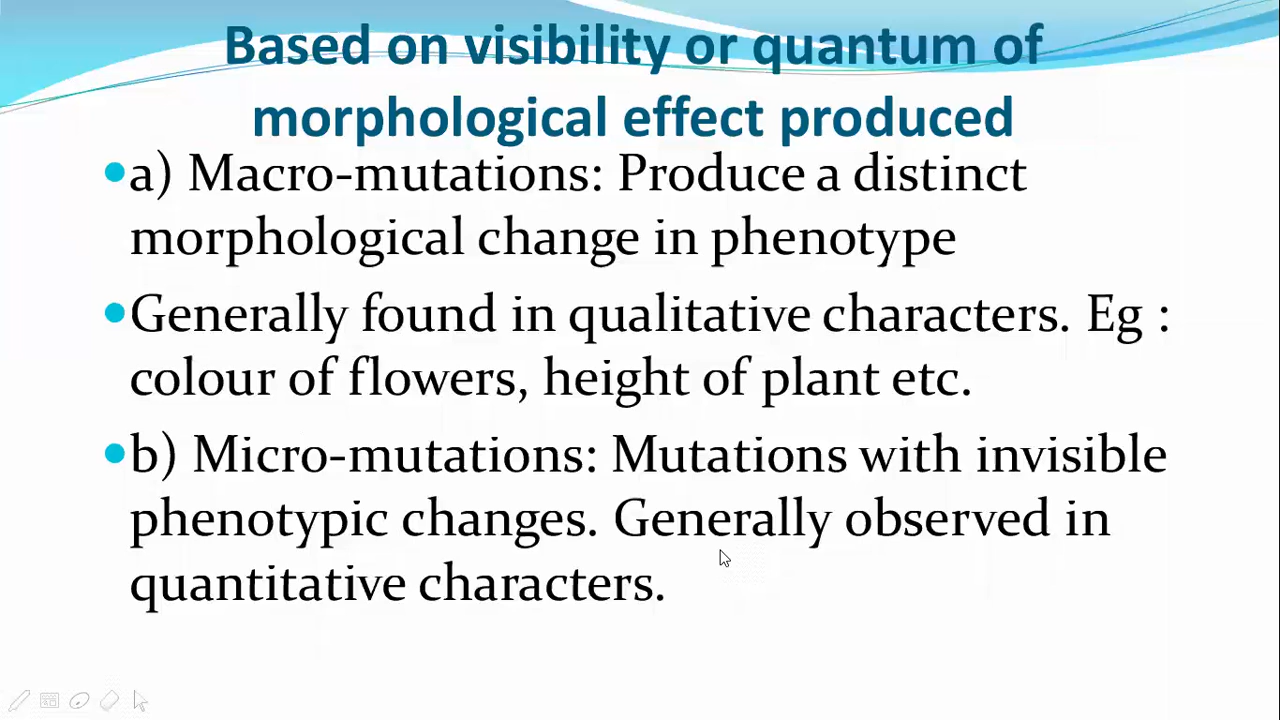 Based on visibility or quantum of
morphological effect produced
•a) Macro-mutations: Produce a distinct
morphological change in phenotype
•Generally found in qualitative characters. Eg :
colour of flowers, height of plant etc.
•b) Micro-mutations: Mutations with invisible
phenotypic changes. Generally observed in
quantitative characters.